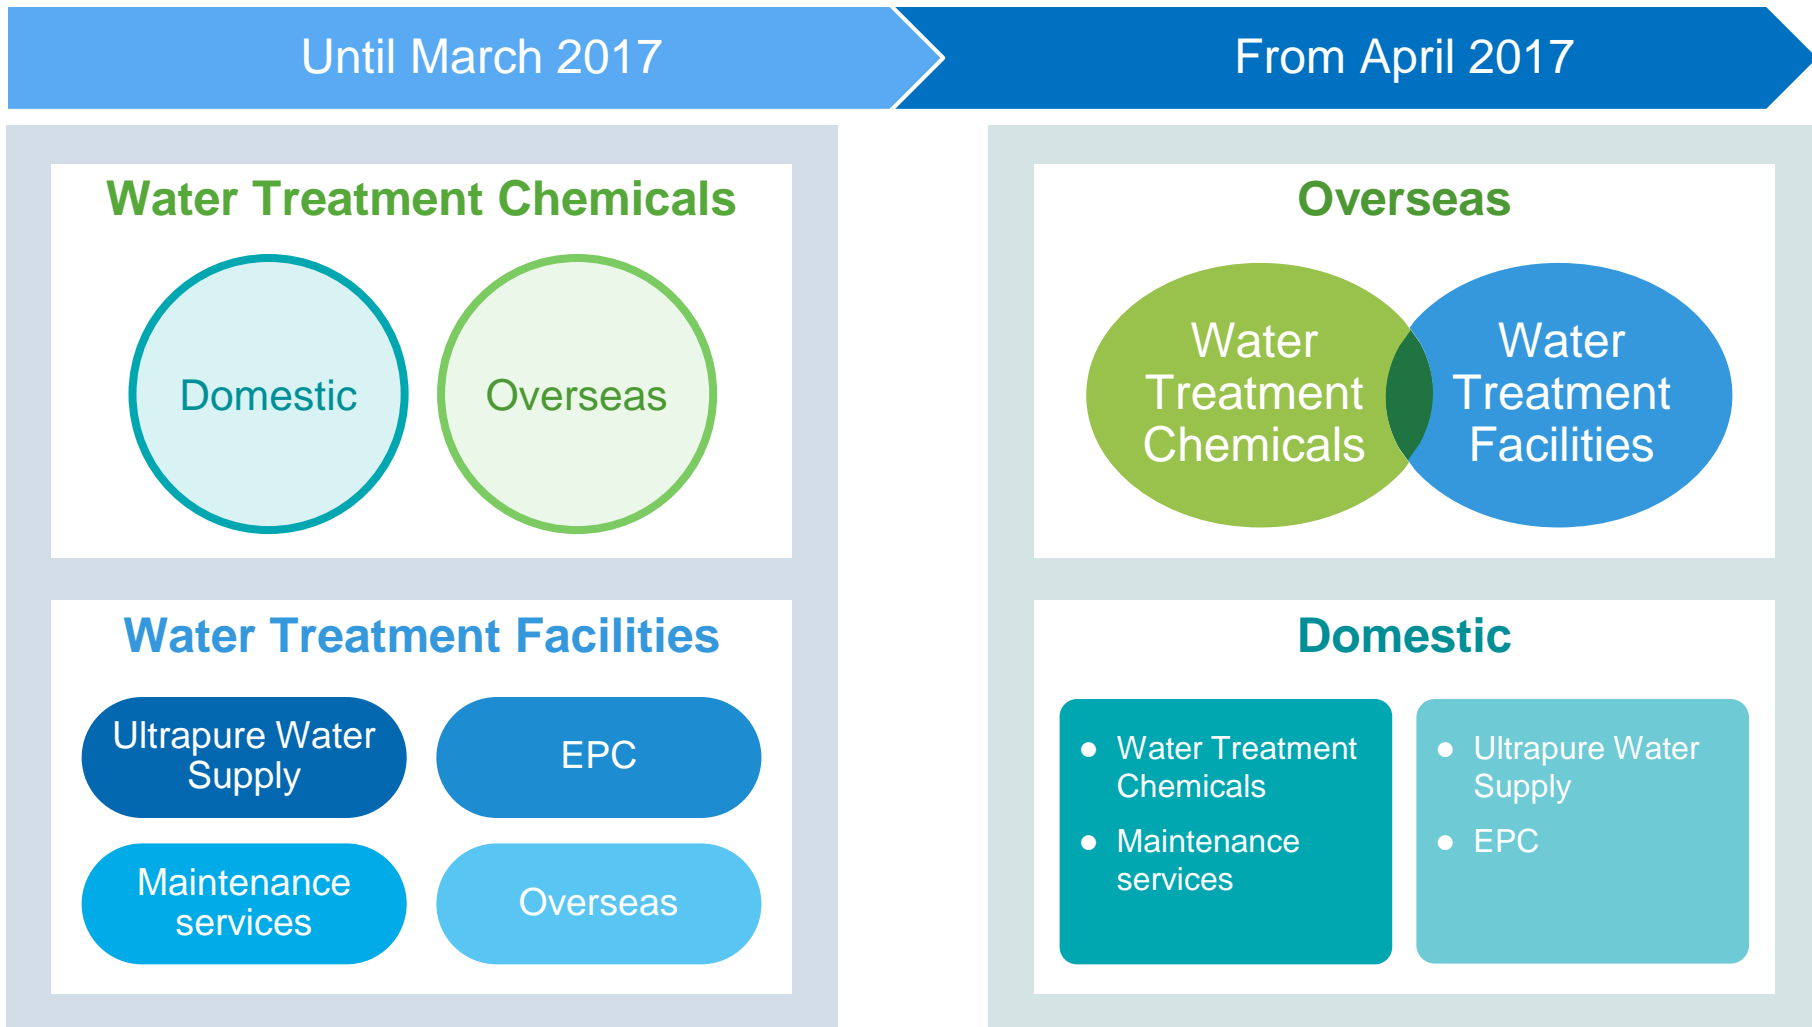 Until March 2017
From April 2017
Water Treatment Chemicals
Domestic
Overseas
Water Treatment Facilities
Ultrapure Water
Supply
EPC
Maintenance
services
Overseas
Overseas
Water
Treatment
Chemicals
Water
Treatment
Facilities
Domestic
● Water Treatment
Chemicals
● Maintenance
services
● Ultrapure Water
Supply
● EPC